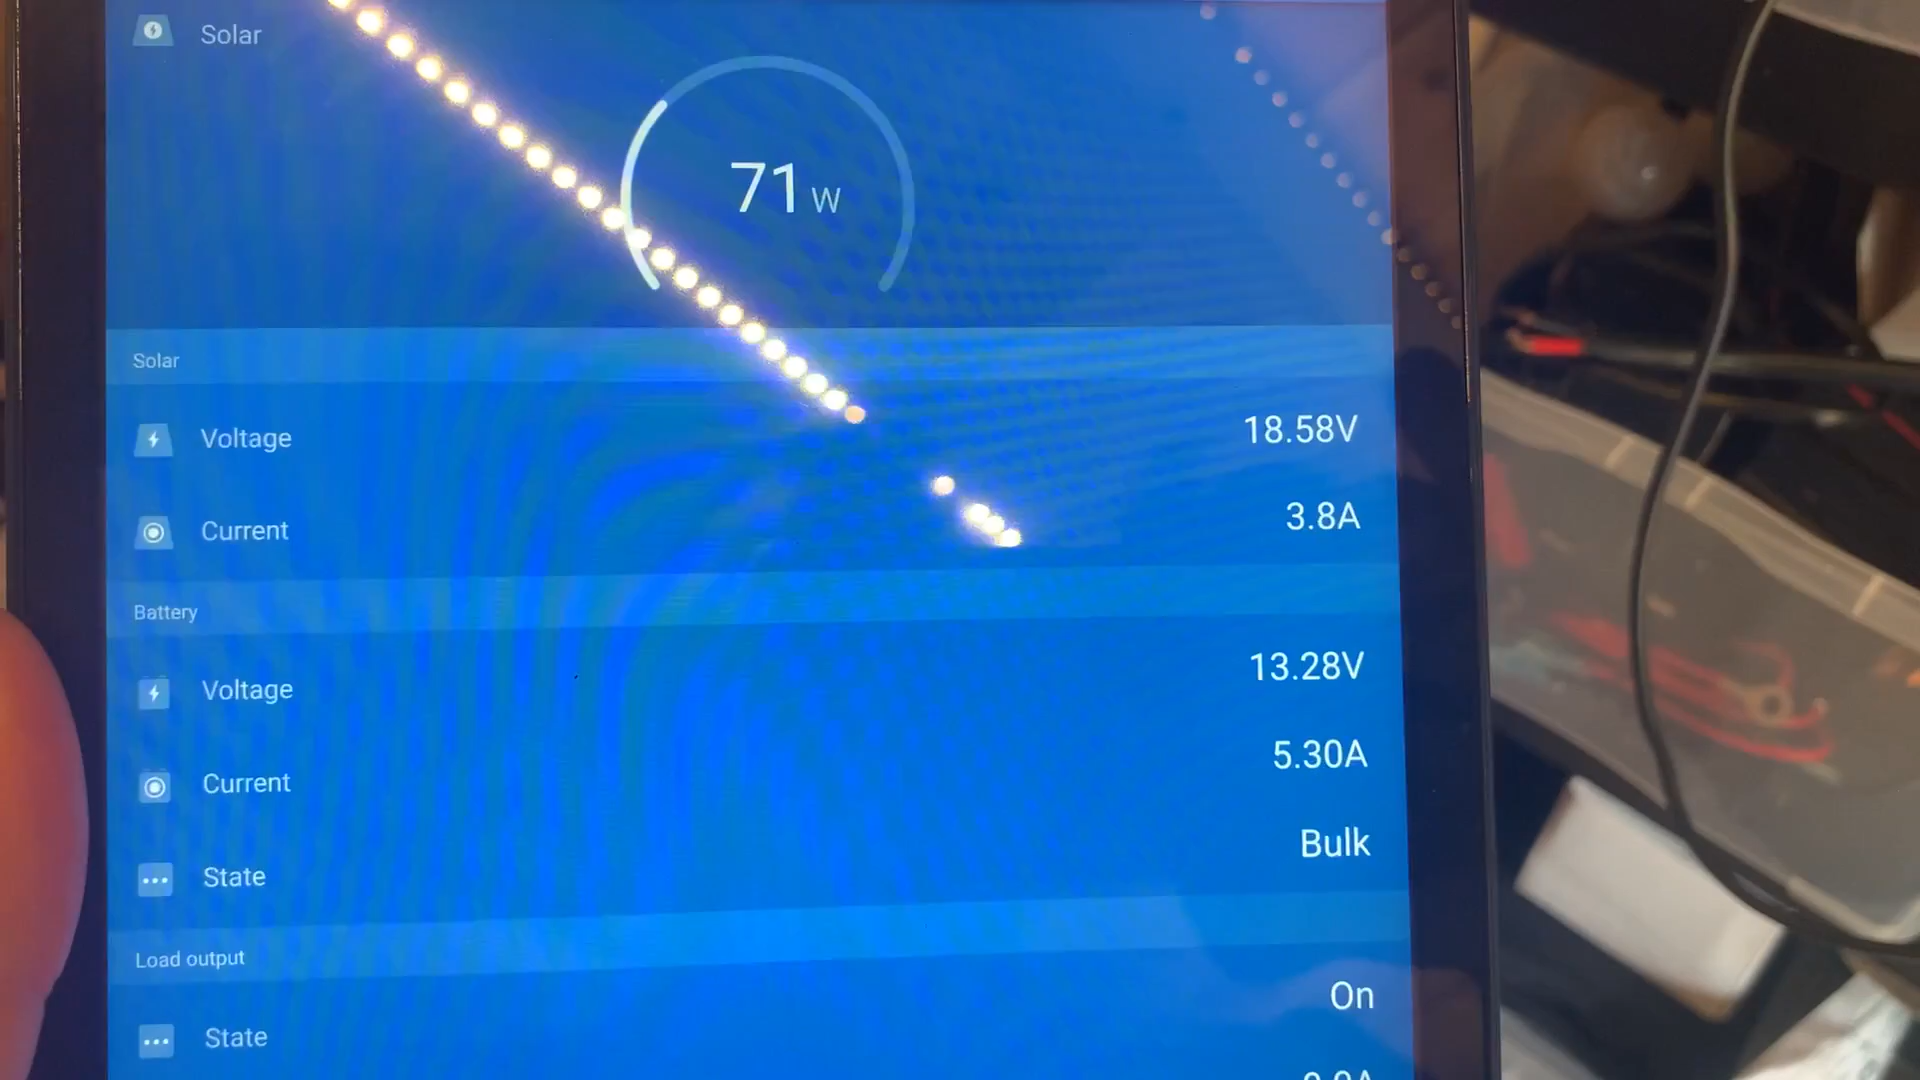 Solar
71 W
Solar
Voltage 18.58V
Current 3.8A
Battery
Voltage 13.28V
Current 5.30A
State Bulk
Load output
State On